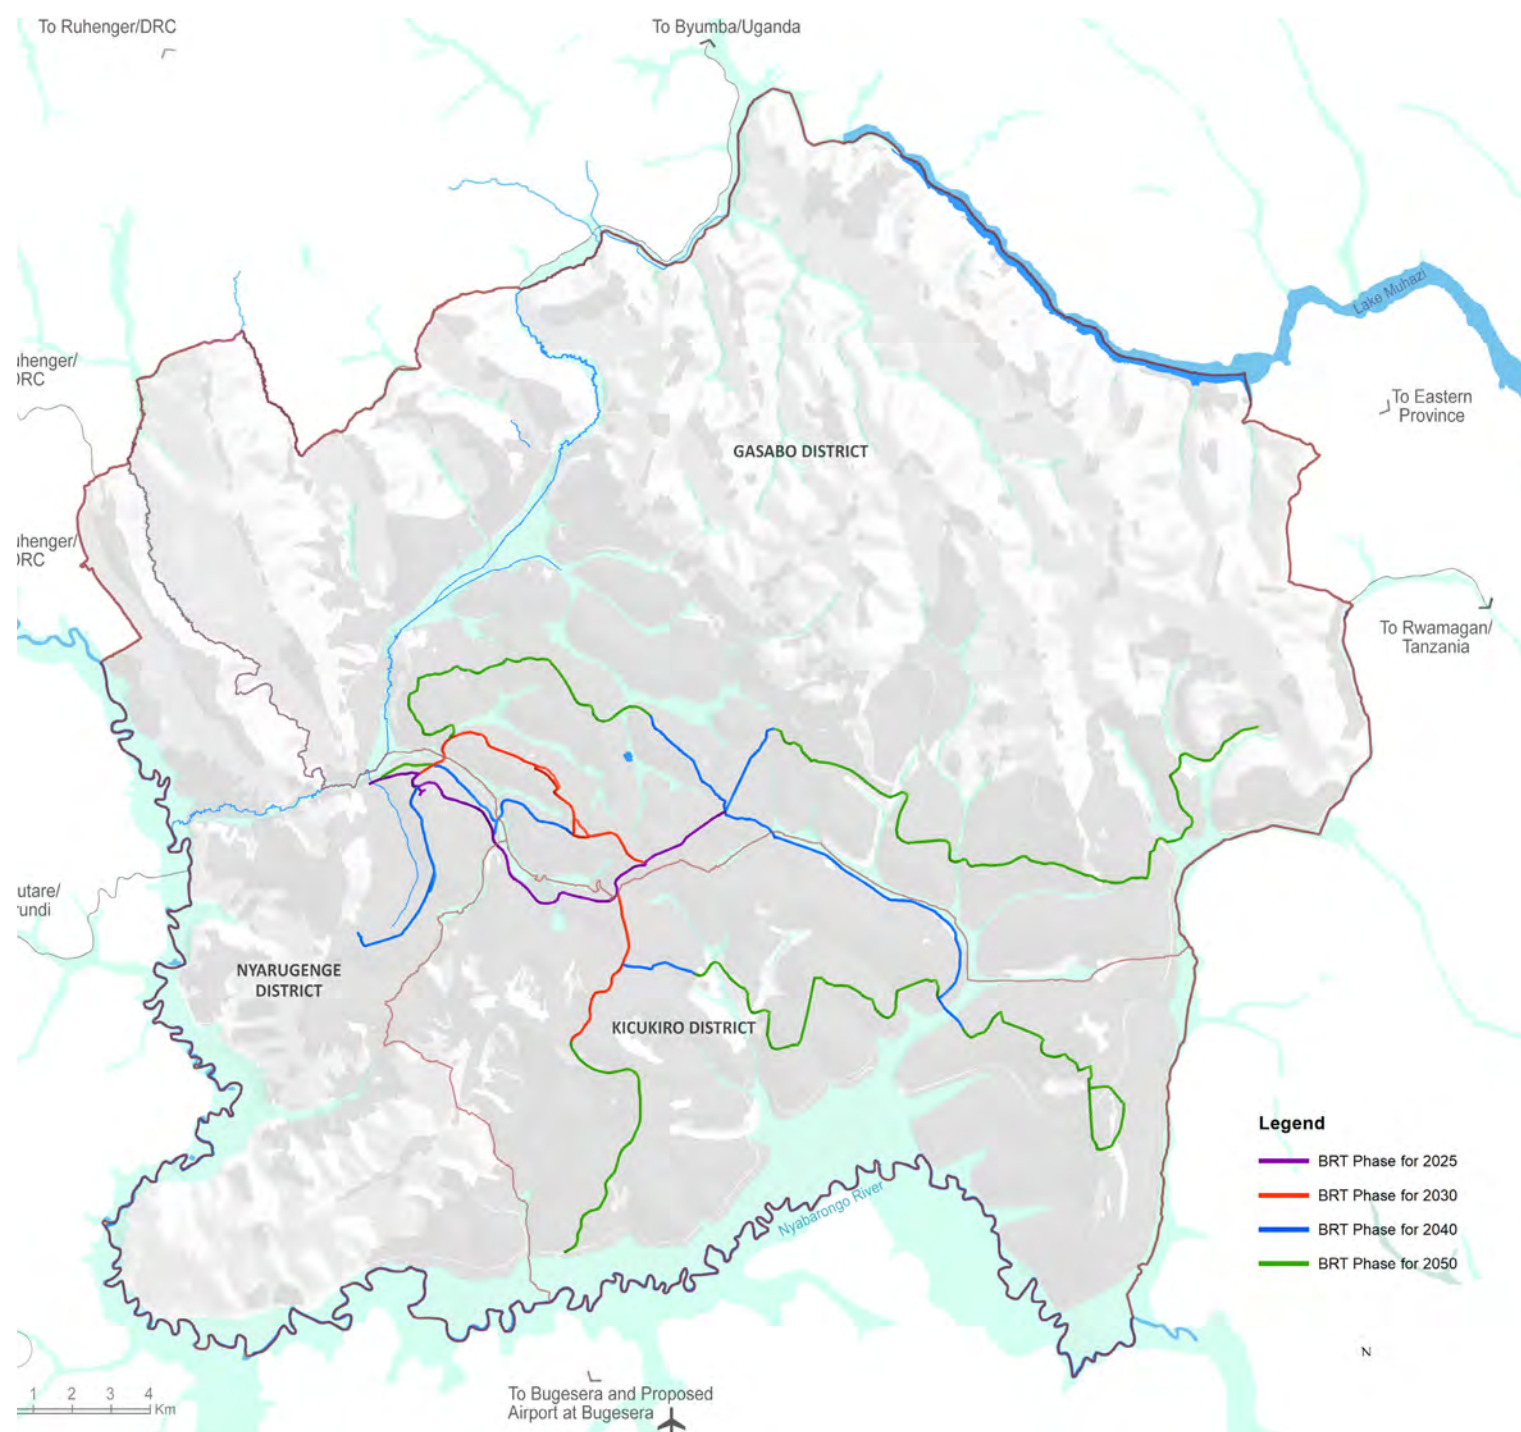 To Ruhenger/DRC
To Byumba/Uganda
Lake Muhazi
To Eastern
Province
GASABO DISTRICT
To Rwamagan/
Tanzania
NYARUGENGE
DISTRICT
KICUKIRO DISTRICT
Nyabarongo River
Legend
BRT Phase for 2025
BRT Phase for 2030
BRT Phase for 2040
BRT Phase for 2050
N
1 2 3 4
Km
To Bugesera and Proposed
Airport at Bugesera